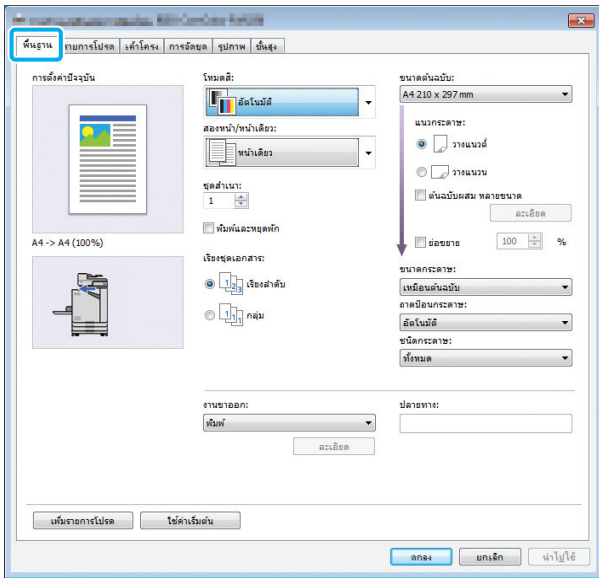 พื้นฐาน รายการโปรด เค้าโครง การจัดชุด รูปภาพ ขั้นสูง
การตั้งค่าปัจจุบัน
A4 -> A4 (100%)
โหมดสี:
อัตโนมัติ
สองหน้า/หน้าเดียว:
หน้าเดียว
ชุดสำเนา:
1
พิมพ์และหยุดพัก
เรียงชุดเอกสาร:
เรียงลำดับ
กลุ่ม
ขนาดต้นฉบับ:
A4 210 x 297 mm
แนวกระดาษ:
วางแนวตั้ง
วางแนวนอน
ต้นฉบับผสม หลายขนาด
ละเอียด
ย่อขยาย 100 %
ขนาดกระดาษ:
เหมือนต้นฉบับ
ถาดป้อนกระดาษ:
อัตโนมัติ
ชนิดกระดาษ:
ทั้งหมด
งานขาออก:
พิมพ์
ละเอียด
ปลายทาง:
เพิ่มรายการโปรด ใช้ค่าเริ่มต้น
ตกลง ยกเลิก นำไปใช้